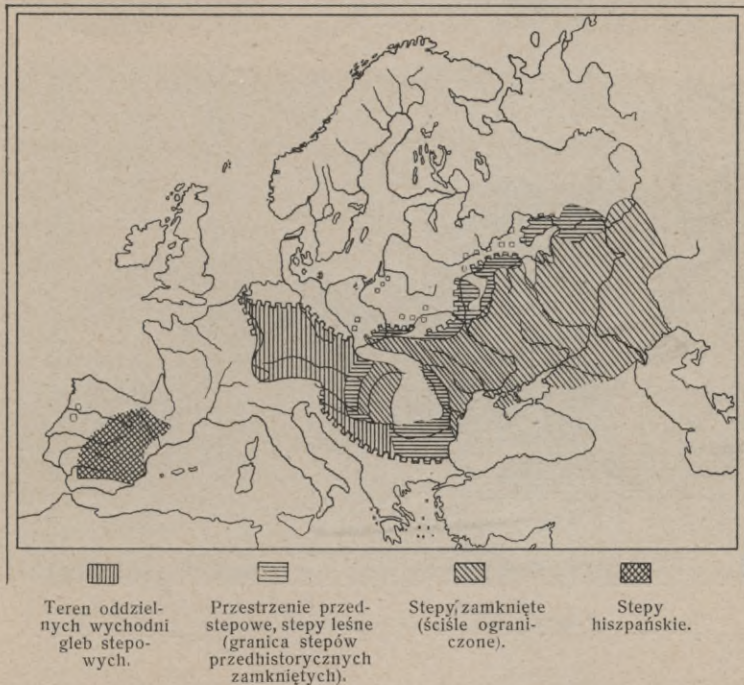 Teren oddziel-
nych wychodni
gleb stepo-
wych.
Przestrzenie przed-
stepowe, stepy leśne
(granica stepów
przedhistorycznych
zamkniętych).
Stepy, zamknięte
(ściśle ograni-
czone).
Stepy
hiszpańskie.